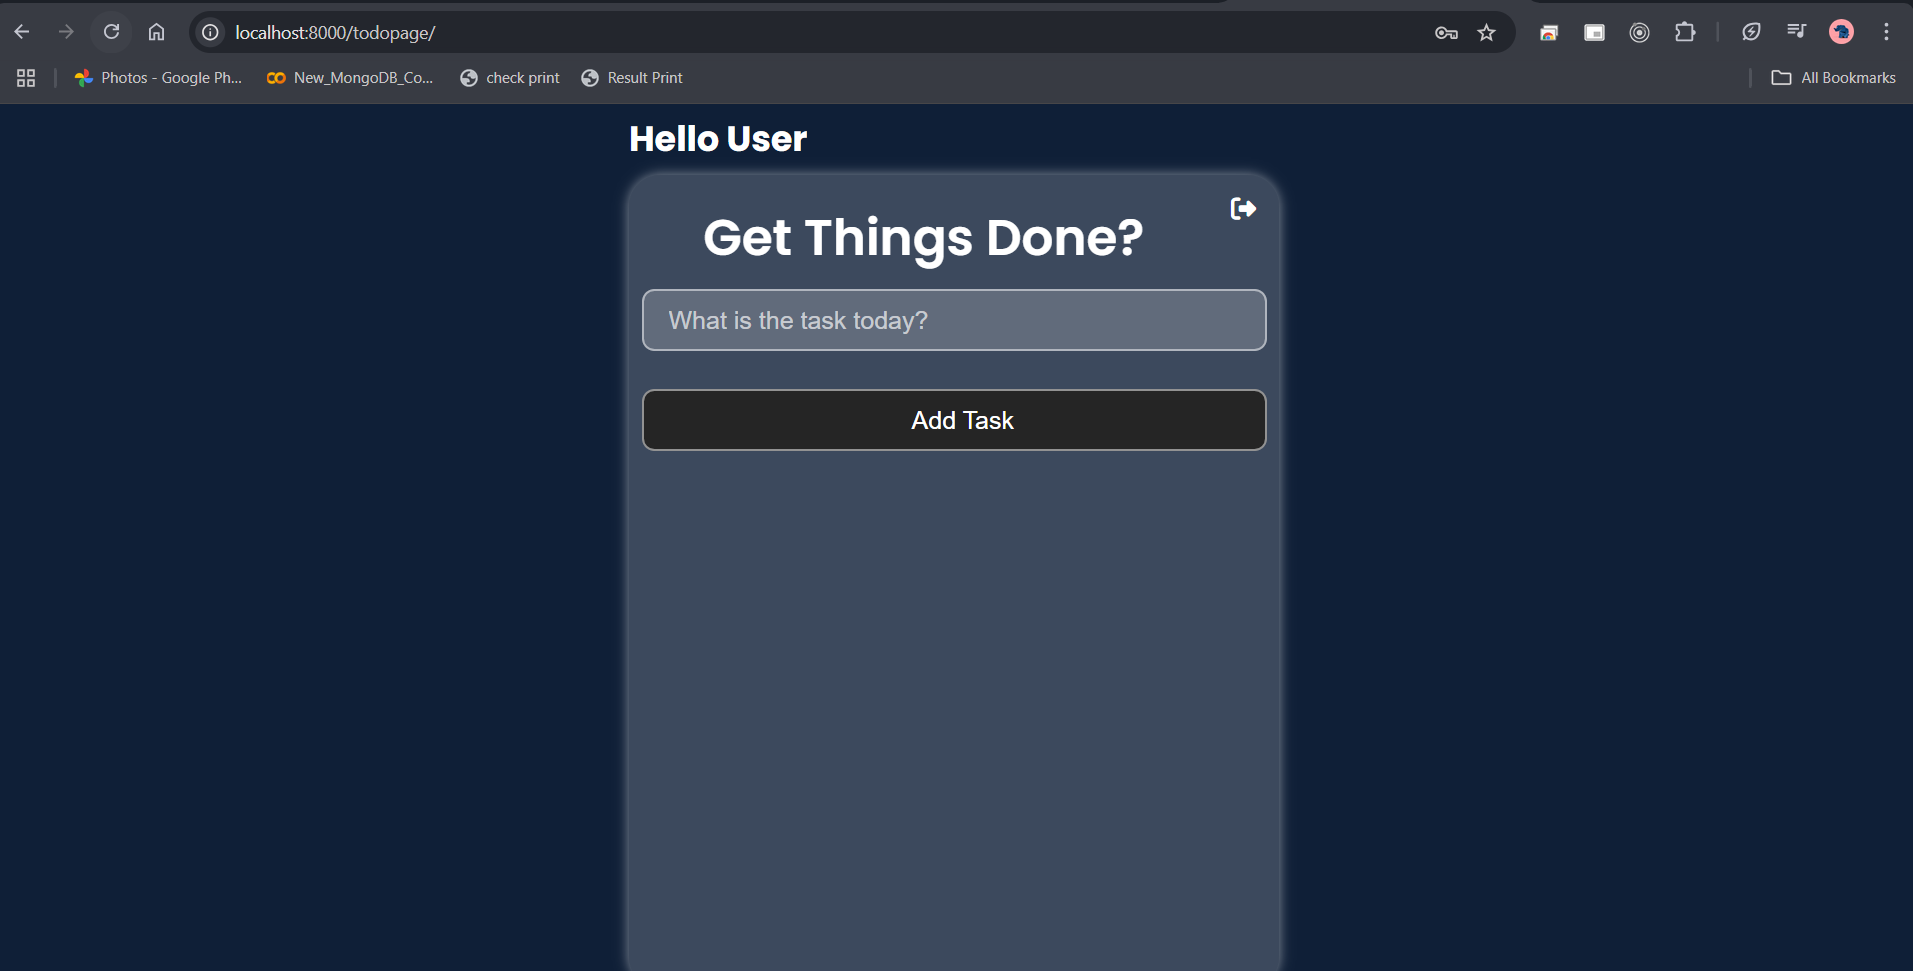 localhost:8000/todopage/
Photos - Google Ph...
New_MongoDB_Co...
check print
Result Print
All Bookmarks
Hello User
Get Things Done?
What is the task today?
Add Task